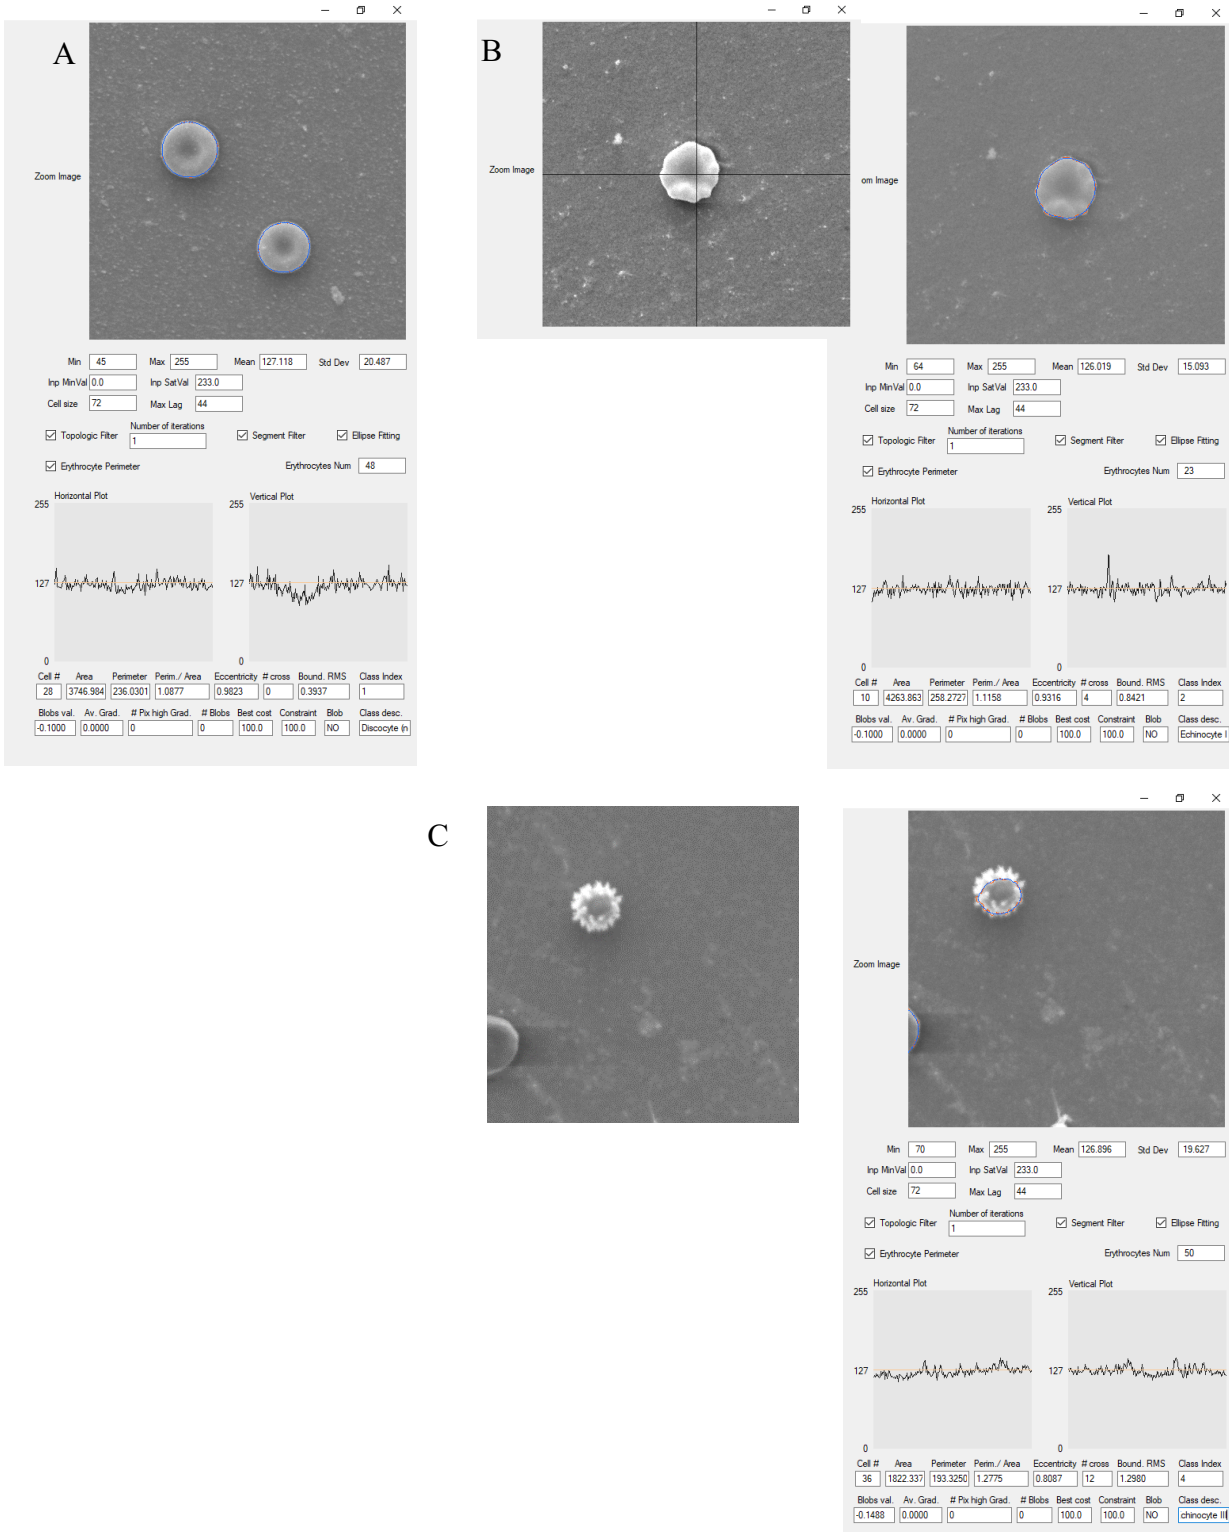 A
Zoom Image
Min 45 Max 255 Mean 127.118 Std Dev 20.487
Inp MinVal 0.0 Inp SatVal 233.0
Cell size 72 Max Lag 44
Number of iterations
Topologic Filter 1 Segment Filter Ellipse Fitting
Erythrocyte Perimeter Erythrocytes Num 48
Horizontal Plot Vertical Plot
255 255
127 127
0 0
Cell # Area Perimeter Perim./ Area Eccentricity # cross Bound. RMS Class Index
28 3746.984 236.0301 1.0877 0.9823 0 0.3937 1
Blobs val. Av. Grad. # Pix high Grad. # Blobs Best cost Constraint Blob Class desc.
-0.1000 0.0000 0 0 100.0 100.0 NO Discocyte (n
B
Zoom Image
om Image
Min 64 Max 255 Mean 126.019 Std Dev 15.093
Inp MinVal 0.0 Inp SatVal 233.0
Cell size 72 Max Lag 44
Number of iterations
Topologic Filter 1 Segment Filter Ellipse Fitting
Erythrocyte Perimeter Erythrocytes Num 23
Horizontal Plot Vertical Plot
255 255
127 127
0 0
Cell # Area Perimeter Perim./ Area Eccentricity # cross Bound. RMS Class Index
10 4263.863 258.2727 1.1158 0.9316 4 0.8421 2
Blobs val. Av. Grad. # Pix high Grad. # Blobs Best cost Constraint Blob Class desc.
-0.1000 0.0000 0 0 100.0 100.0 NO Echinocyte I
C
Zoom Image
Min 70 Max 255 Mean 126.896 Std Dev 19.627
Inp MinVal 0.0 Inp SatVal 233.0
Cell size 72 Max Lag 44
Number of iterations
Topologic Filter 1 Segment Filter Ellipse Fitting
Erythrocyte Perimeter Erythrocytes Num 50
Horizontal Plot Vertical Plot
255 255
127 127
0 0
Cell # Area Perimeter Perim./ Area Eccentricity # cross Bound. RMS Class Index
36 1822.337 193.3250 1.2775 0.8087 12 1.2980 4
Blobs val. Av. Grad. # Pix high Grad. # Blobs Best cost Constraint Blob Class desc.
-0.1488 0.0000 0 0 100.0 100.0 NO chinocyte III